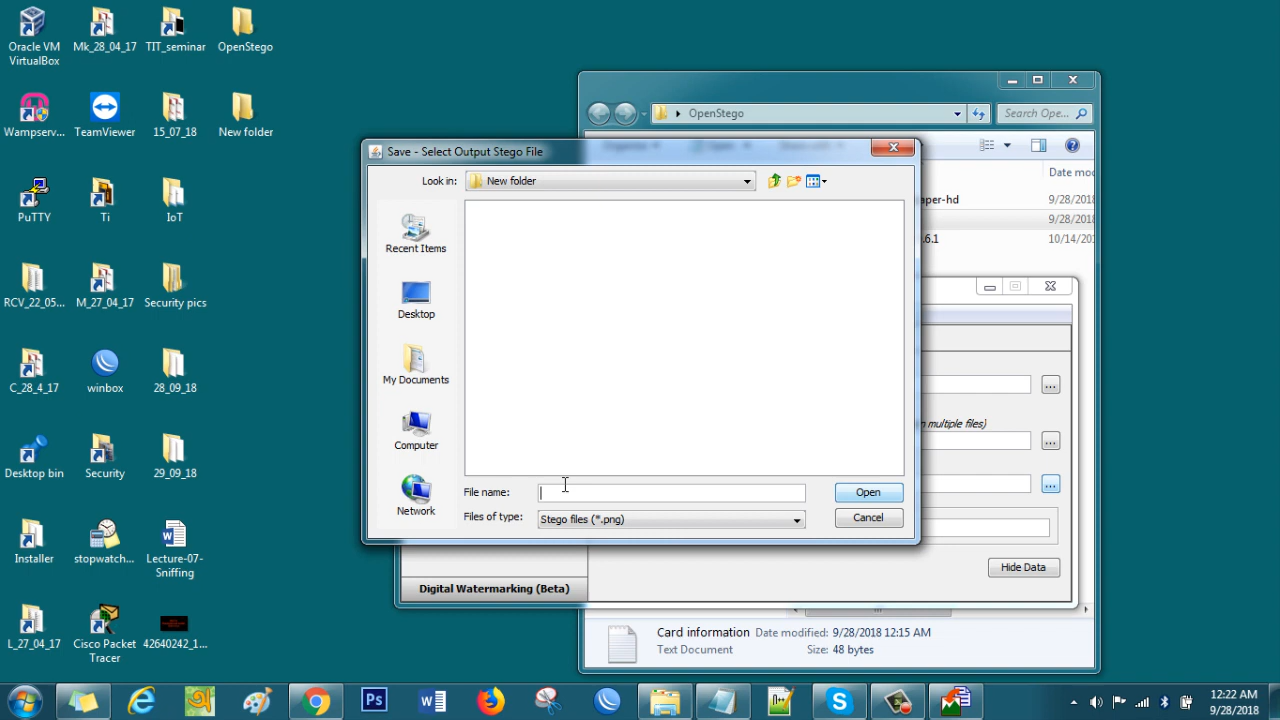 Oracle VM
VirtualBox
Mk_28_04_17
TIT_seminar
OpenStego
Wampserv...
TeamViewer
15_07_18
New folder
PuTTY
Ti
IoT
RCV_22_05...
M_27_04_17
Security pics
C_28_4_17
winbox
28_09_18
Desktop bin
Security
29_09_18
Installer
stopwatch...
Lecture-07-
Sniffing
L_27_04_17
Cisco Packet
Tracer
42640242_1...
OpenStego
Search Ope...
Date mod
aper-hd
9/28/2018
9/28/2018
.6.1
10/14/20
Save - Select Output Stego File
Look in:
New folder
Recent Items
Desktop
My Documents
Computer
Network
File name:
Open
Files of type:
Stego files (*.png)
Cancel
n multiple files)
...
...
...
Hide Data
Digital Watermarking (Beta)
Card information Date modified: 9/28/2018 12:15 AM
Text Document Size: 48 bytes
Ps
12:22 AM
9/28/2018